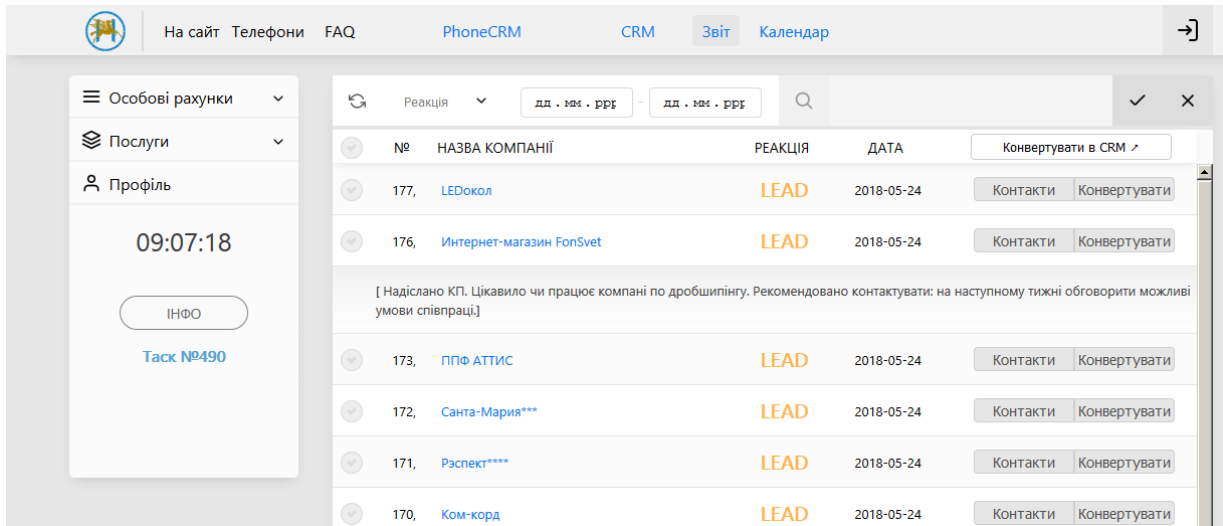 На сайт Телефони FAQ PhoneCRM CRM Звіт Календар
Особові рахунки
Послуги
Профіль
09:07:18
ІНФО
Таск №490
Реакція дд . мм . ррр - дд . мм . ррр
№ НАЗВА КОМПАНІЇ РЕАКЦІЯ ДАТА Конвертувати в CRM ↗
177, LEDокол LEAD 2018-05-24 Контакти Конвертувати
176, Интернет-магазин FonSvet LEAD 2018-05-24 Контакти Конвертувати
[ Надіслано КП. Цікавило чи працює компані по дробшипінгу. Рекомендовано контактувати: на наступному тижні обговорити можливі
умови співпраці.]
173, ППФ АТТИС LEAD 2018-05-24 Контакти Конвертувати
172, Санта-Мария*** LEAD 2018-05-24 Контакти Конвертувати
171, Рэспект**** LEAD 2018-05-24 Контакти Конвертувати
170, Ком-корд LEAD 2018-05-24 Контакти Конвертувати